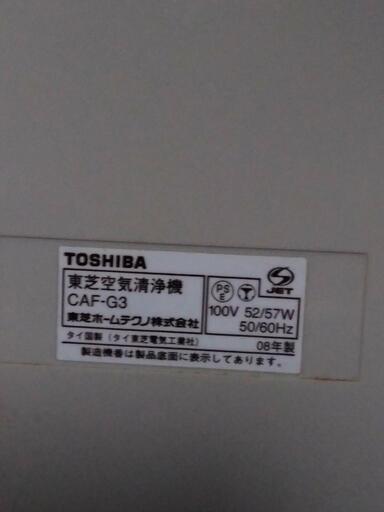 TOSHIBA
東芝空気清浄機
CAF-G3
東芝ホームテクノ株式会社
PS
E
JET
100V 52/57W
50/60Hz
タイ国製（タイ東芝電気工業社）
08年製
製造機番は製品底面に表示してあります。